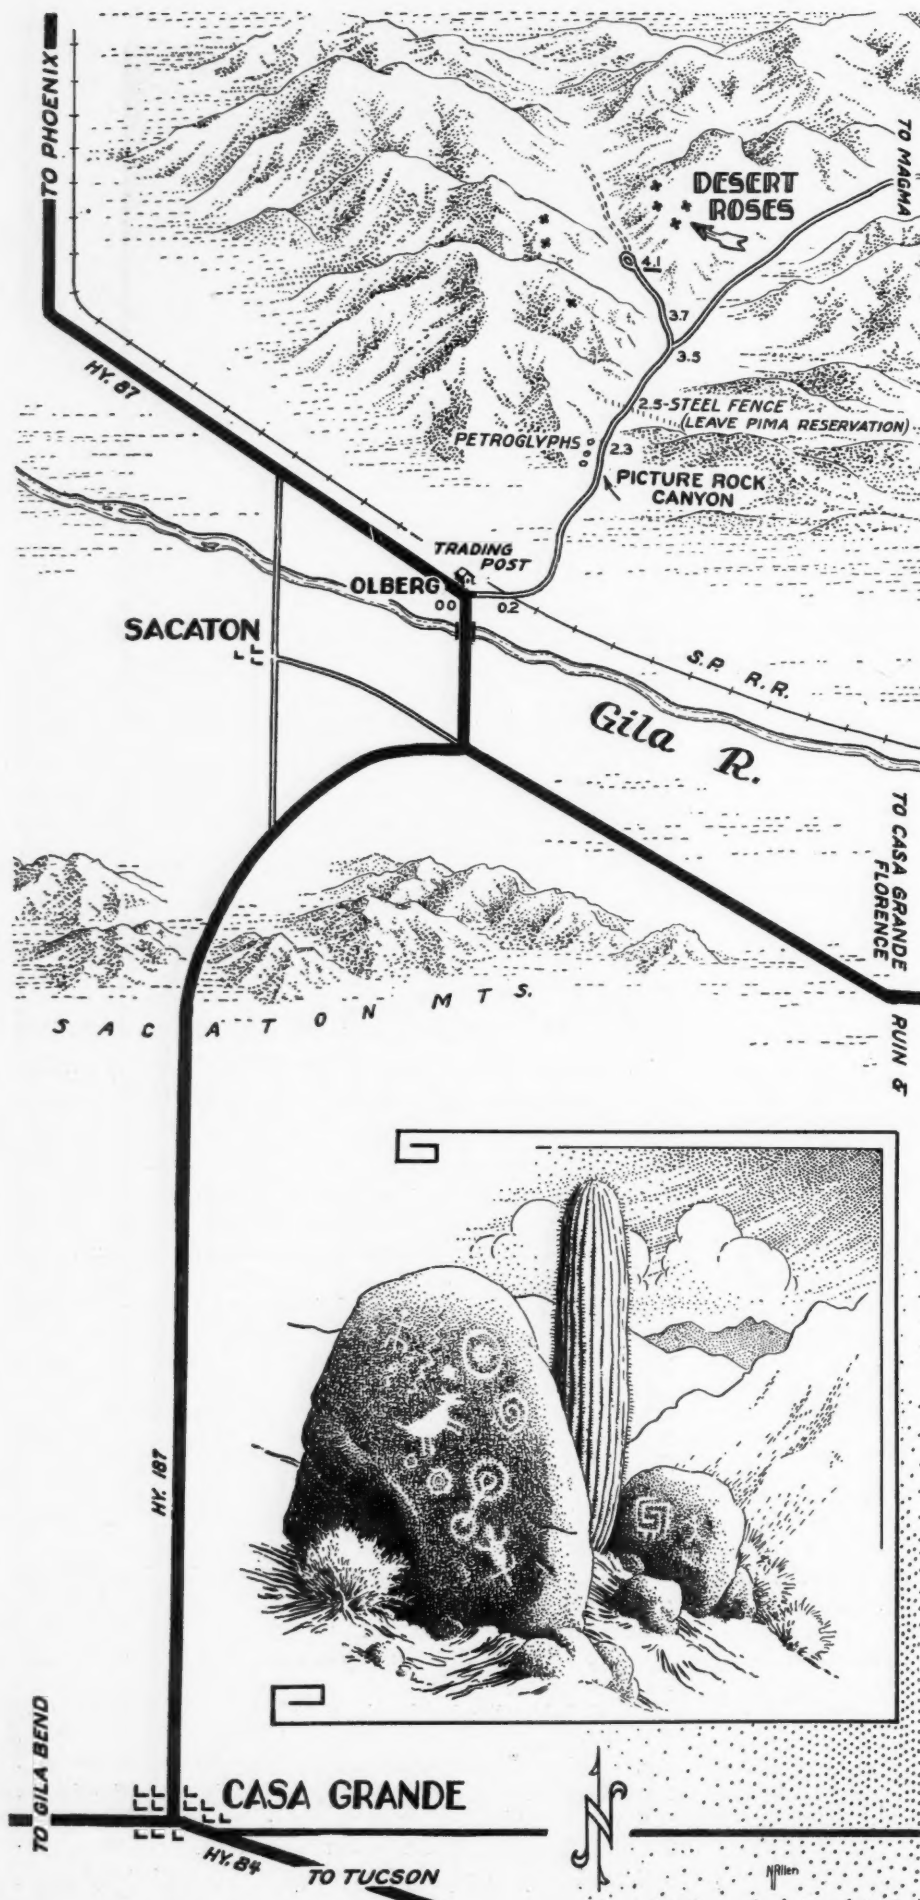 TO PHOENIX
TO MAGMA
DESERT
ROSES
4.1
3.7
3.5
HY. 87
2.5-STEEL FENCE
(LEAVE PIMA RESERVATION)
PETROGLYPHS
2.3
PICTURE ROCK
CANYON
TRADING
POST
OLBERG
0.0
0.2
SACATON
S.P. R.R.
Gila R.
TO CASA GRANDE RUIN &
FLORENCE
SACATON MTS.
HY. 187
TO GILA BEND
CASA GRANDE
N
HY. 84
TO TUCSON